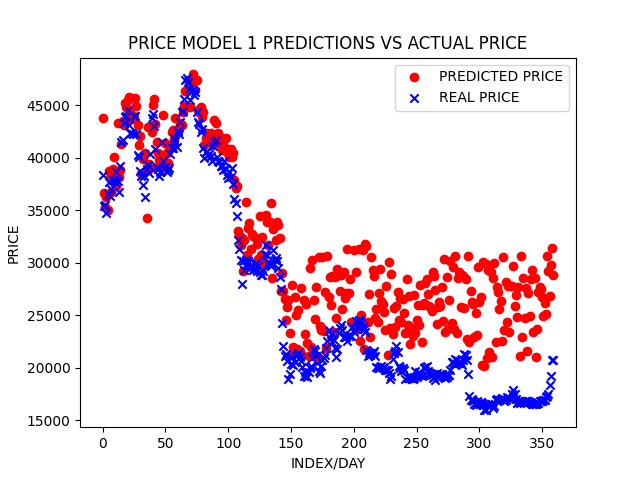 PRICE MODEL 1 PREDICTIONS VS ACTUAL PRICE
PREDICTED PRICE
REAL PRICE
45000
40000
35000
30000
25000
20000
15000
PRICE
0 50 100 150 200 250 300 350
INDEX/DAY